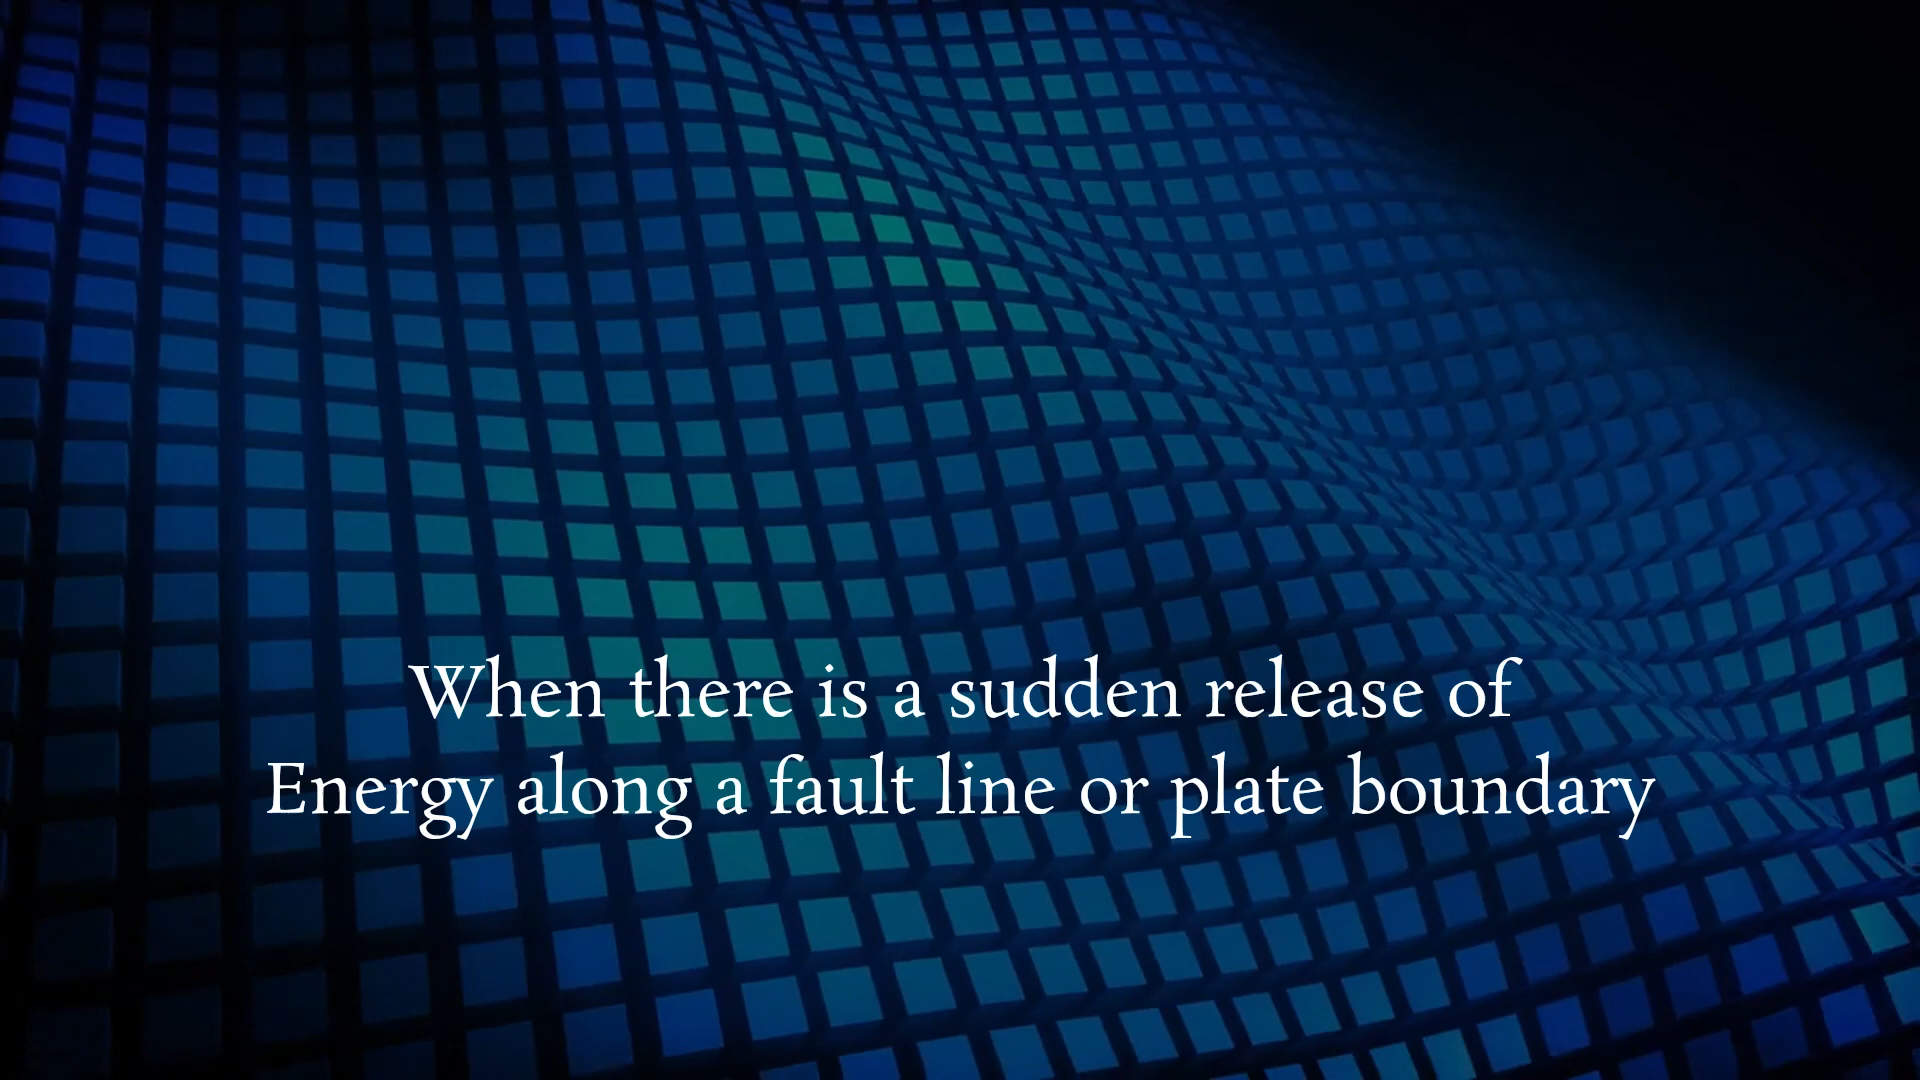 When there is a sudden release of
Energy along a fault line or plate boundary